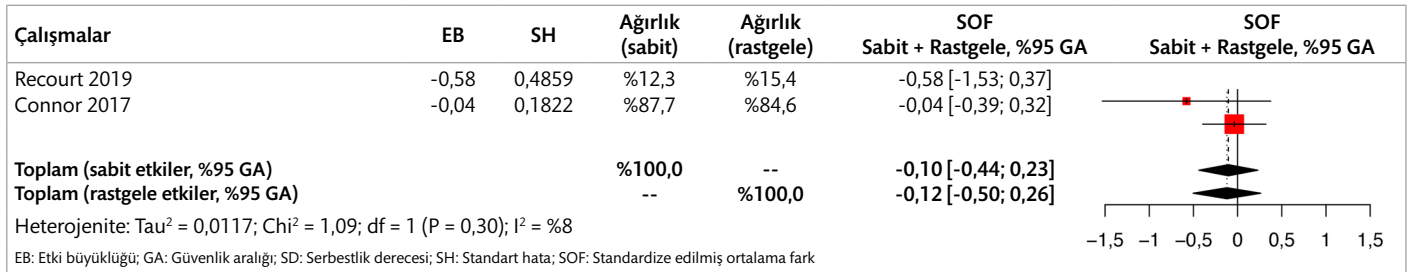 Çalışmalar EB SH Ağırlık (sabit) Ağırlık (rastgele) SOF Sabit + Rastgele, %95 GA SOF Sabit + Rastgele, %95 GA
Recourt 2019 -0,58 0,4859 %12,3 %15,4 -0,58 [-1,53; 0,37]
Connor 2017 -0,04 0,1822 %87,7 %84,6 -0,04 [-0,39; 0,32]
Toplam (sabit etkiler, %95 GA) %100,0 -- -0,10 [-0,44; 0,23]
Toplam (rastgele etkiler, %95 GA) -- %100,0 -0,12 [-0,50; 0,26]
Heterojenite: Tau² = 0,0117; Chi² = 1,09; df = 1 (P = 0,30); I² = %8
-1,5 -1 -0,5 0 0,5 1 1,5
EB: Etki büyüklüğü; GA: Güvenlik aralığı; SD: Serbestlik derecesi; SH: Standart hata; SOF: Standardize edilmiş ortalama fark